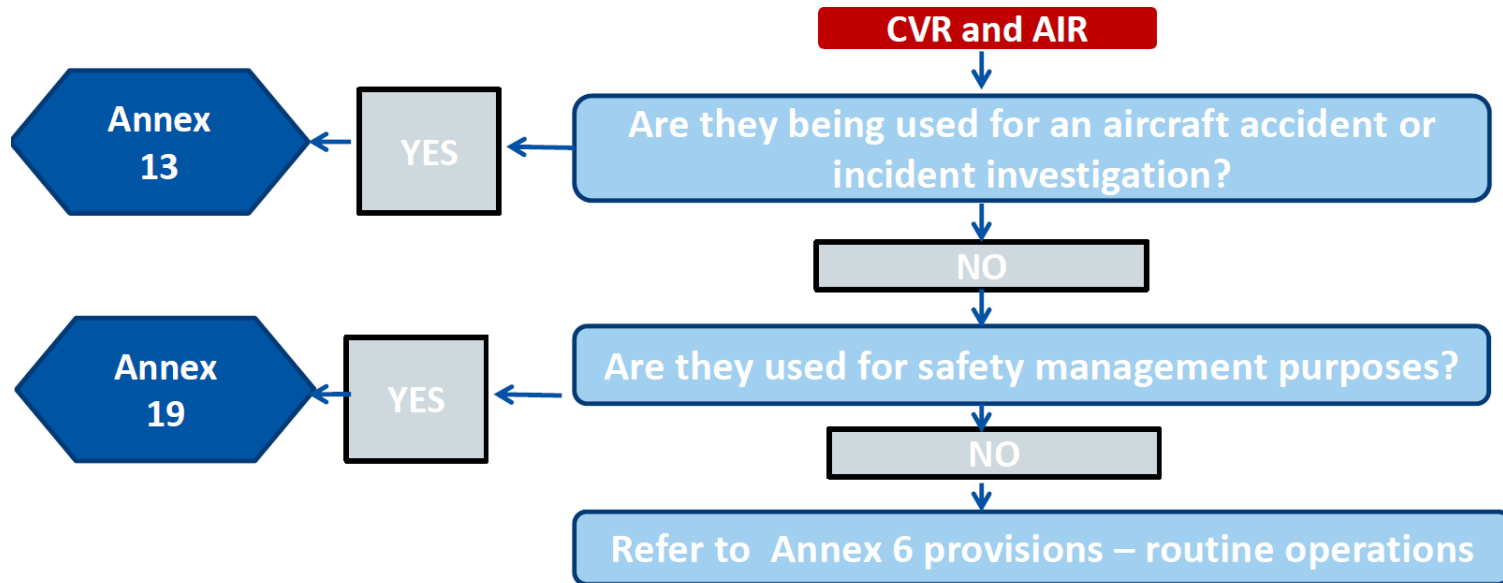 CVR and AIR
Are they being used for an aircraft accident or
incident investigation?
YES
Annex
13
NO
Are they used for safety management purposes?
YES
Annex
19
NO
Refer to  Annex 6 provisions – routine operations